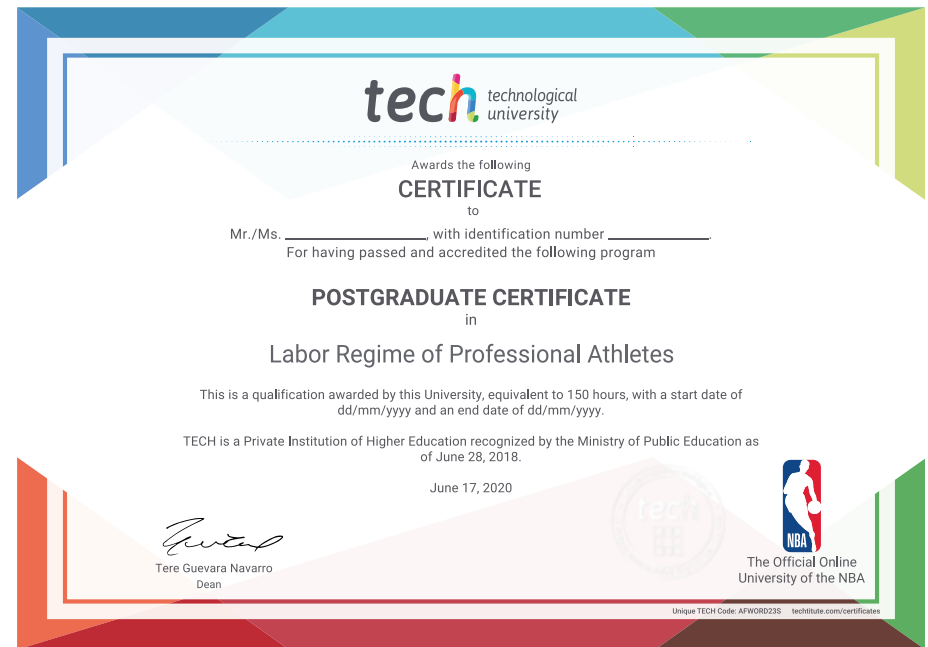 tech technological
university
Awards the following
CERTIFICATE
to
Mr./Ms. ____________________, with identification number ______________.
For having passed and accredited the following program
POSTGRADUATE CERTIFICATE
in
Labor Regime of Professional Athletes
This is a qualification awarded by this University, equivalent to 150 hours, with a start date of
dd/mm/yyyy and an end date of dd/mm/yyyy.
TECH is a Private Institution of Higher Education recognized by the Ministry of Public Education as
of June 28, 2018.
June 17, 2020
tech
NBA
Tere Guevara Navarro
Dean
The Official Online
University of the NBA
Unique TECH Code: AFWORD23S techtitute.com/certificates